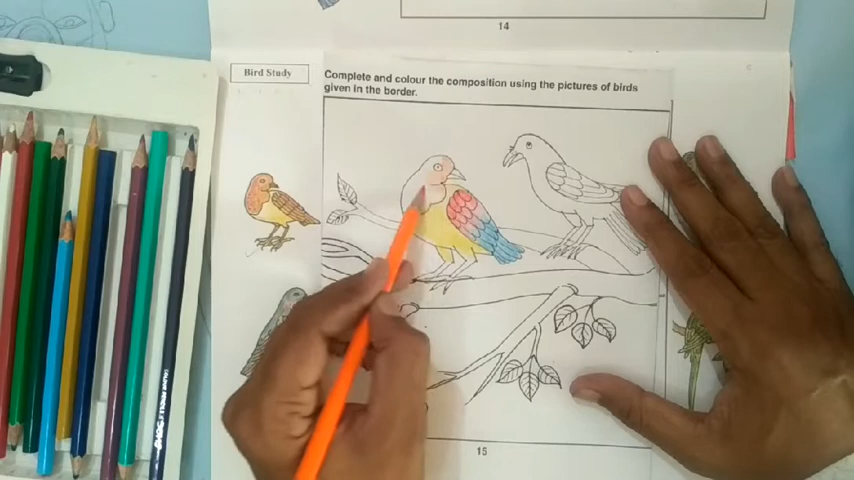 14
Bird Study
Complete and colour the composition using the pictures of birds
given in the border.
15